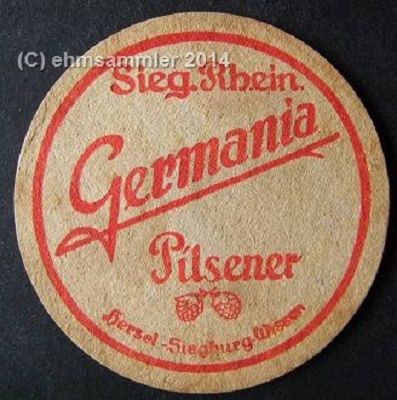 (C) ehmsammler 2014
Sieg. Rhein.
Germania
Pilsener
Hersel-Siegburg-Wissen